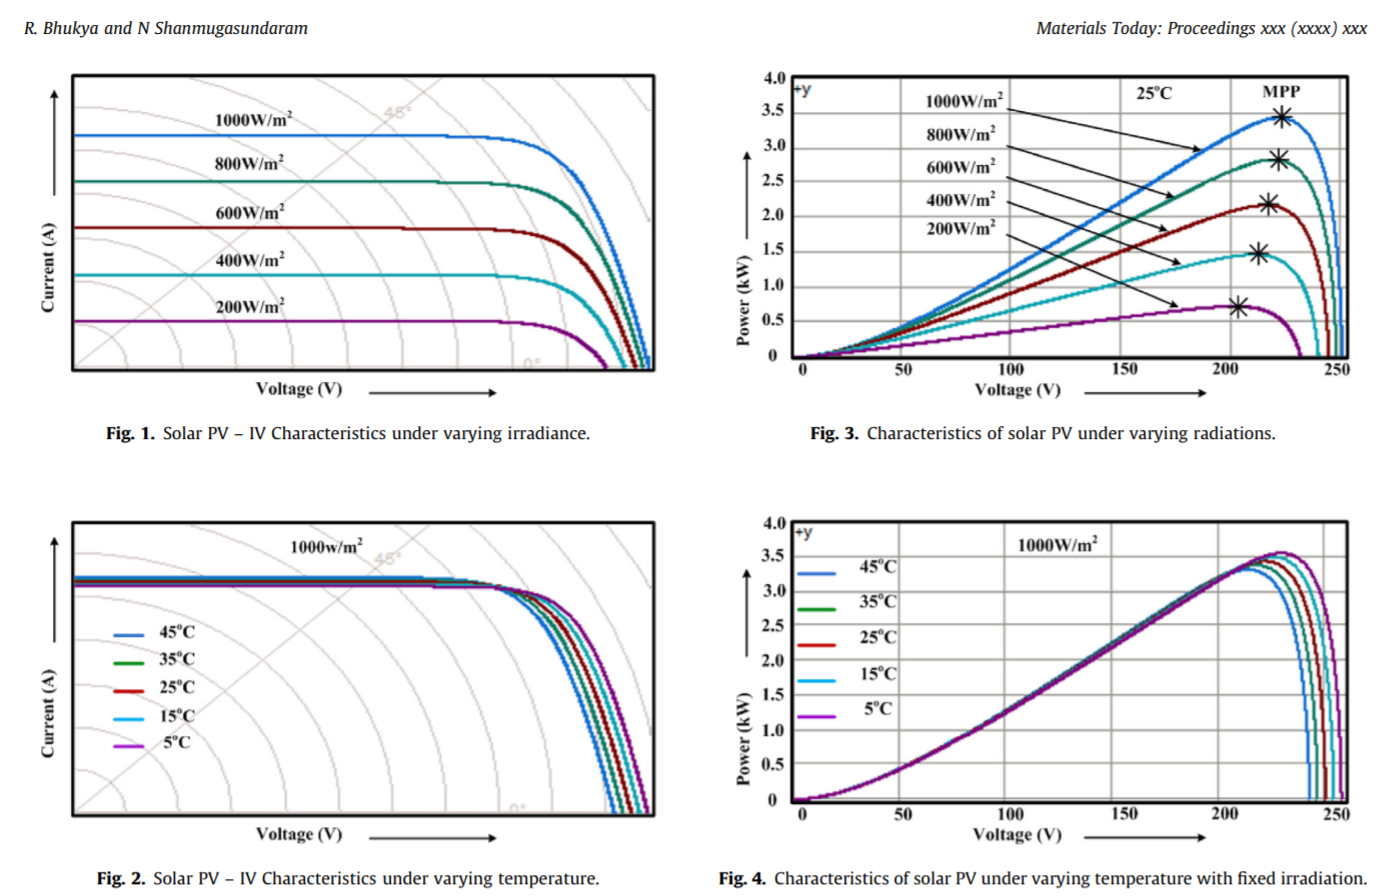 R. Bhukya and N Shanmugasundaram
Materials Today: Proceedings xxx (xxxx) xxx
Current (A)
1000W/m²
800W/m²
600W/m²
400W/m²
200W/m²
45°
0°
Voltage (V)
Fig. 1. Solar PV – IV Characteristics under varying irradiance.
Power (kW)
4.0
3.5
3.0
2.5
2.0
1.5
1.0
0.5
0
+y
1000W/m²
800W/m²
600W/m²
400W/m²
200W/m²
25°C
MPP
0 50 100 150 200 250
Voltage (V)
Fig. 3. Characteristics of solar PV under varying radiations.
Current (A)
1000w/m²
45°
45°C
35°C
25°C
15°C
5°C
0°
Voltage (V)
Fig. 2. Solar PV – IV Characteristics under varying temperature.
Power (kW)
4.0
3.5
3.0
2.5
2.0
1.5
1.0
0.5
0
+y
1000W/m²
45°C
35°C
25°C
15°C
5°C
0 50 100 150 200 250
Voltage (V)
Fig. 4. Characteristics of solar PV under varying temperature with fixed irradiation.